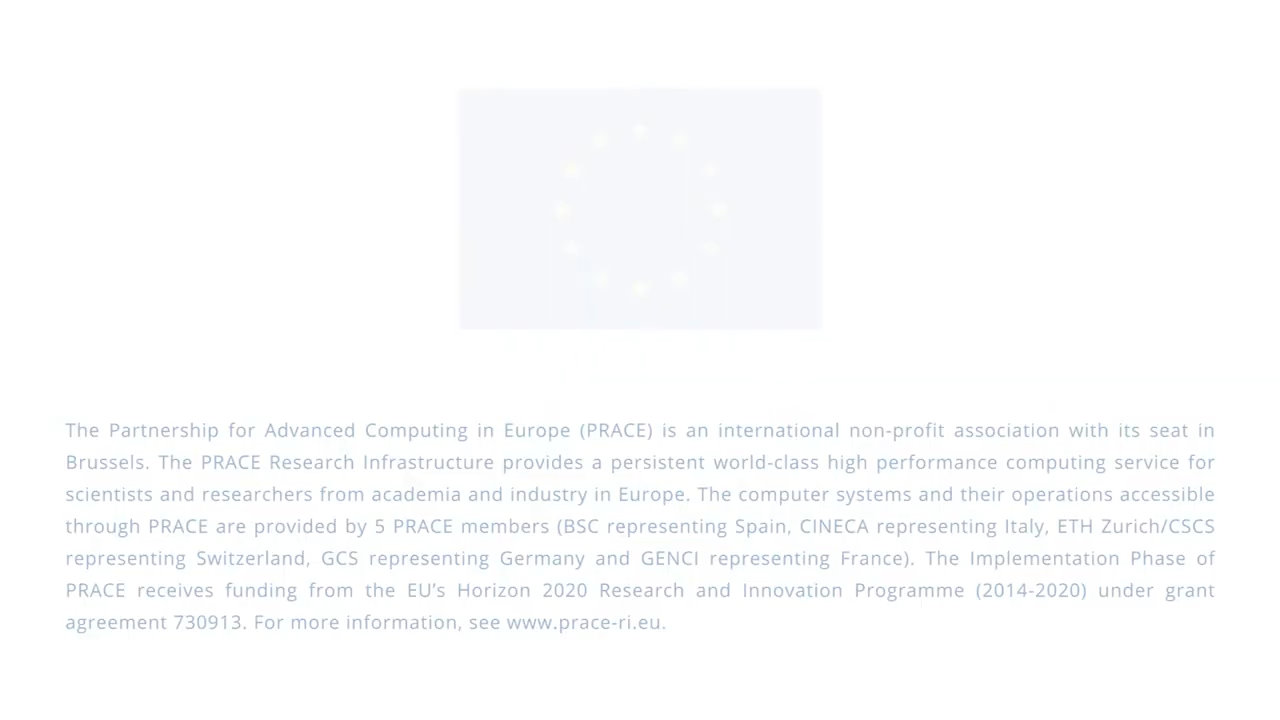 The Partnership for Advanced Computing in Europe (PRACE) is an international non-profit association with its seat in
Brussels. The PRACE Research Infrastructure provides a persistent world-class high performance computing service for
scientists and researchers from academia and industry in Europe. The computer systems and their operations accessible
through PRACE are provided by 5 PRACE members (BSC representing Spain, CINECA representing Italy, ETH Zurich/CSCS
representing Switzerland, GCS representing Germany and GENCI representing France). The Implementation Phase of
PRACE receives funding from the EU’s Horizon 2020 Research and Innovation Programme (2014-2020) under grant
agreement 730913. For more information, see www.prace-ri.eu.